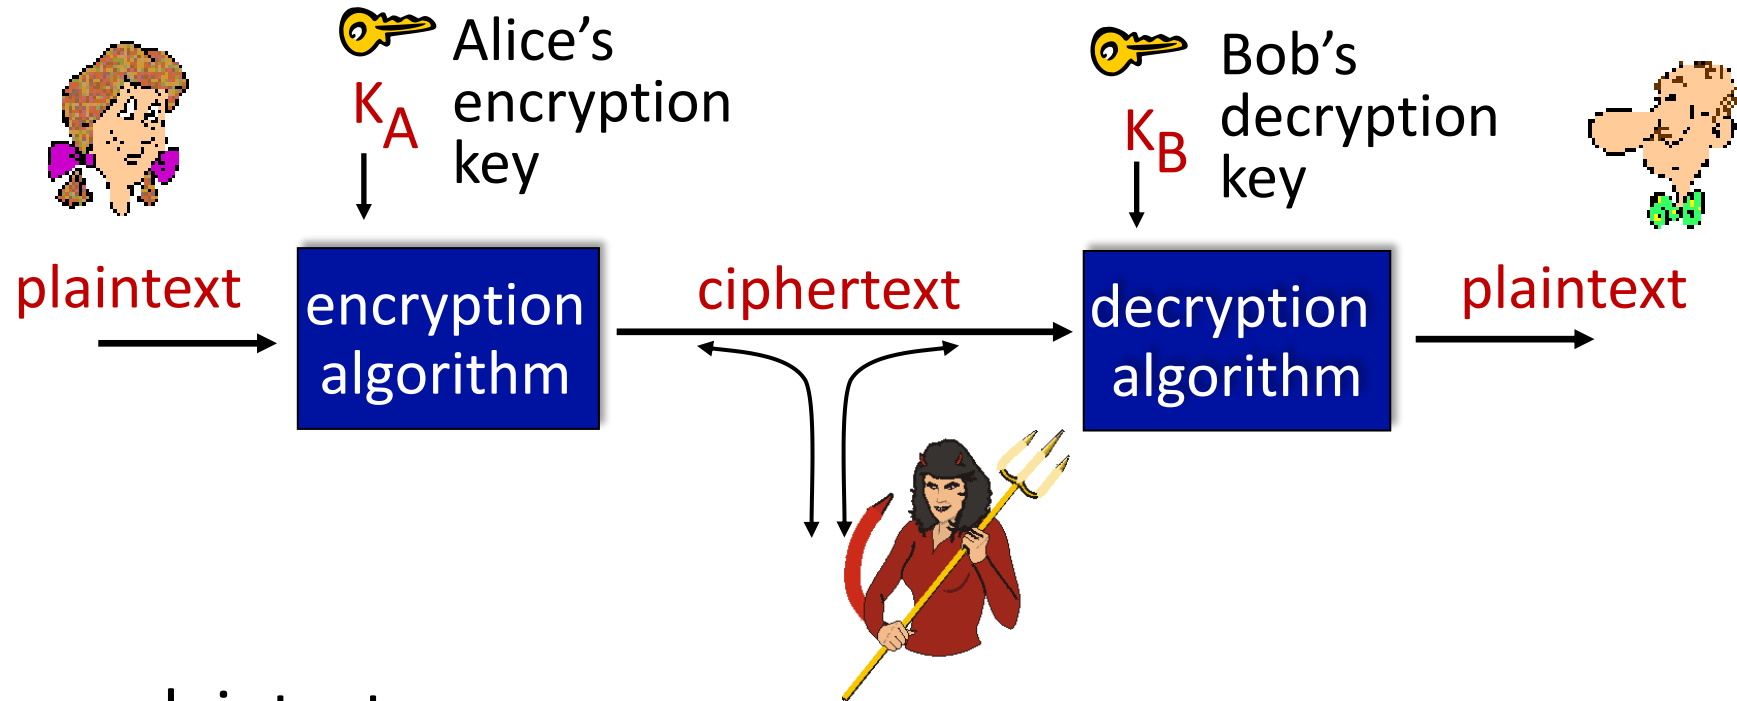 Alice’s
encryption
key
K
A
Bob’s
decryption
key
K
B
plaintext
encryption
algorithm
ciphertext
decryption
algorithm
plaintext